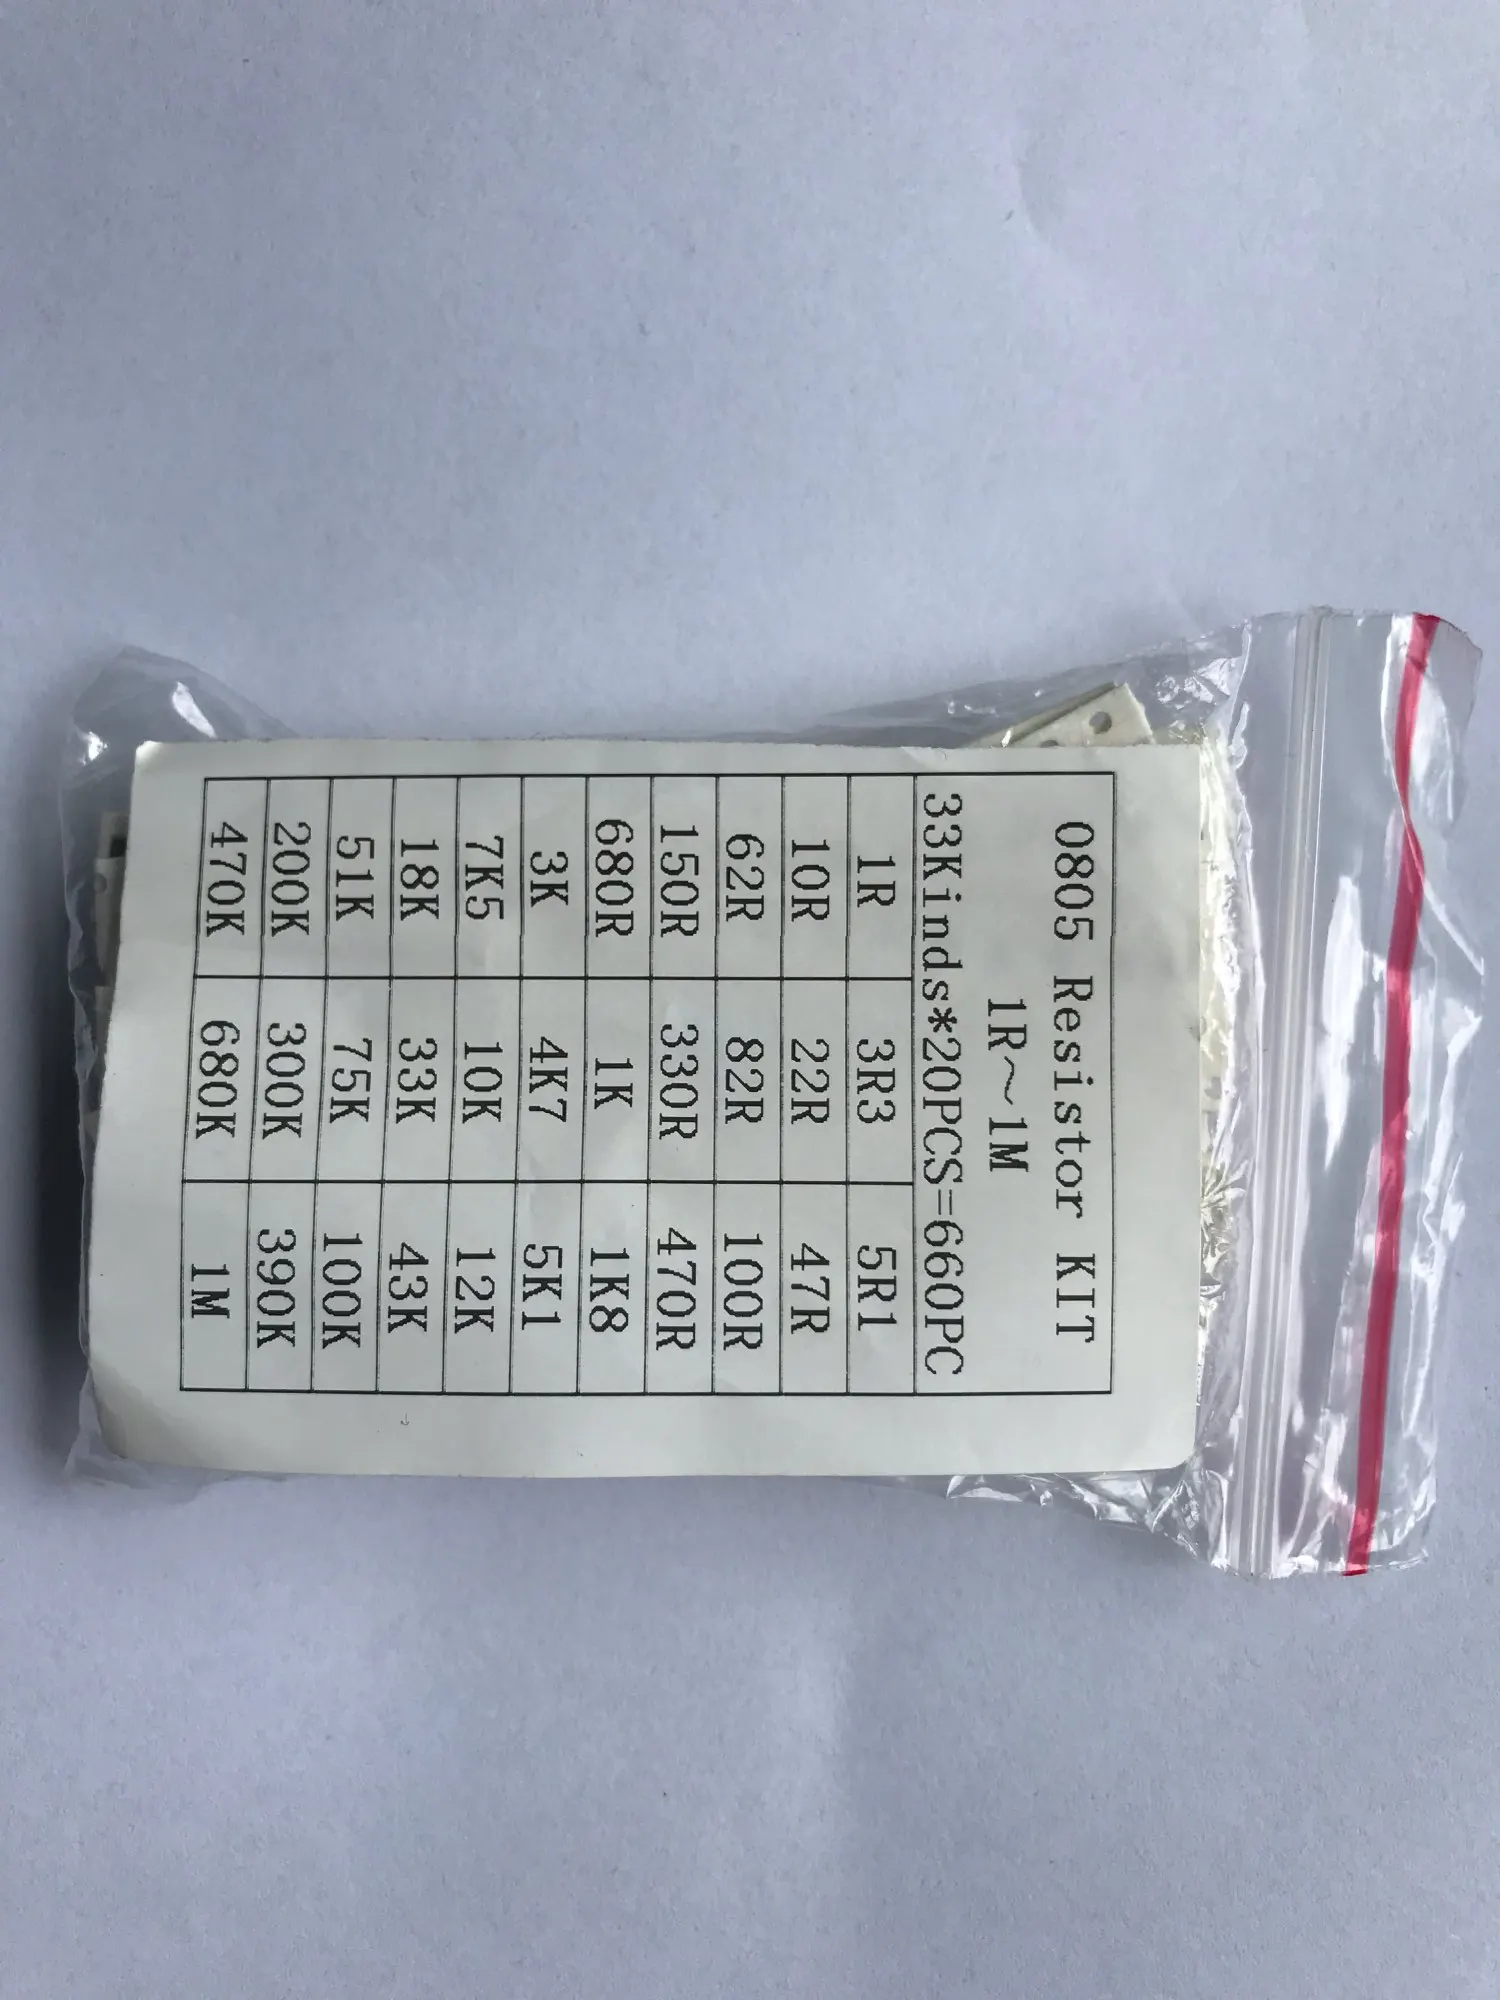 0805 Resistor KIT
1R～1M
33Kinds*20PCS=660PC
1R 3R3 5R1
10R 22R 47R
62R 82R 100R
150R 330R 470R
680R 1K 1K8
3K 4K7 5K1
7K5 10K 12K
18K 33K 43K
51K 75K 100K
200K 300K 390K
470K 680K 1M